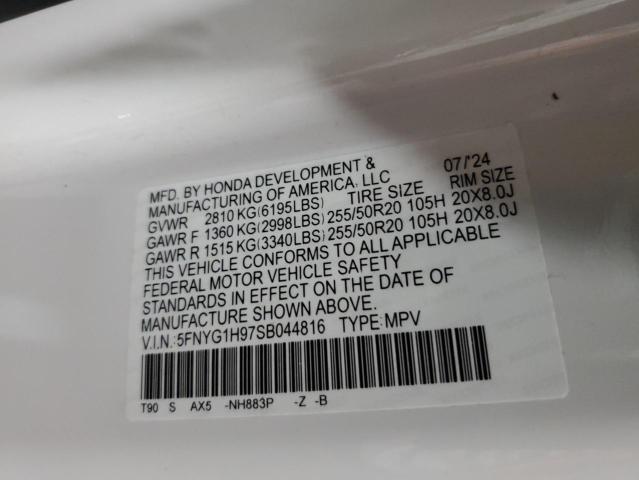 MFD. BY HONDA DEVELOPMENT & 07/'24
MANUFACTURING OF AMERICA, LLC
GVWR 2810 KG(6195LBS) TIRE SIZE RIM SIZE
GAWR F 1360 KG(2998LBS) 255/50R20 105H 20X8.0J
GAWR R 1515 KG(3340LBS) 255/50R20 105H 20X8.0J
THIS VEHICLE CONFORMS TO ALL APPLICABLE
FEDERAL MOTOR VEHICLE SAFETY
STANDARDS IN EFFECT ON THE DATE OF
MANUFACTURE SHOWN ABOVE.
V.I.N.:5FNYG1H97SB044816 TYPE:MPV
T90 S AX5 -NH883P -Z -B